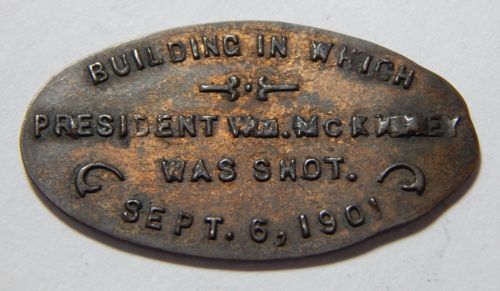 BUILDING IN WHICH
PRESIDENT WM. MCKINLEY
WAS SHOT.
SEPT. 6, 1901